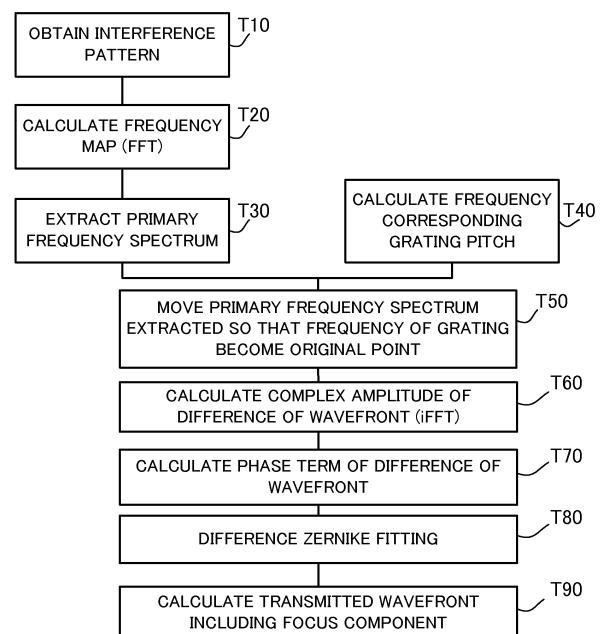 OBTAIN INTERFERENCE
PATTERN
T10
CALCULATE FREQUENCY
MAP (FFT)
T20
EXTRACT PRIMARY
FREQUENCY SPECTRUM
T30
CALCULATE FREQUENCY
CORRESPONDING
GRATING PITCH
T40
MOVE PRIMARY FREQUENCY SPECTRUM
EXTRACTED SO THAT FREQUENCY OF GRATING
BECOME ORIGINAL POINT
T50
CALCULATE COMPLEX AMPLITUDE OF
DIFFERENCE OF WAVEFRONT (iFFT)
T60
CALCULATE PHASE TERM OF DIFFERENCE OF
WAVEFRONT
T70
DIFFERENCE ZERNIKE FITTING
T80
CALCULATE TRANSMITTED WAVEFRONT
INCLUDING FOCUS COMPONENT
T90